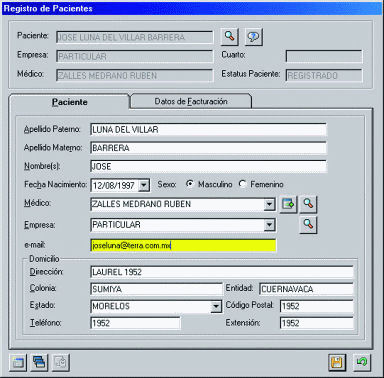 Registro de Pacientes
Paciente: JOSE LUNA DEL VILLAR BARRERA
Empresa: PARTICULAR Cuarto:
Médico: ZALLES MEDRANO RUBEN Estatus Paciente: REGISTRADO
Paciente Datos de Facturación
Apellido Paterno: LUNA DEL VILLAR
Apellido Materno: BARRERA
Nombre(s): JOSE
Fecha Nacimiento: 12/08/1997 Sexo: Masculino Femenino
Médico: ZALLES MEDRANO RUBEN
Empresa: PARTICULAR
e-mail: joseluna@terra.com.mx
Domicilio
Dirección: LAUREL 1952
Colonia: SUMIYA Entidad: CUERNAVACA
Estado: MORELOS Código Postal: 1952
Teléfono: 1952 Extensión: 1952